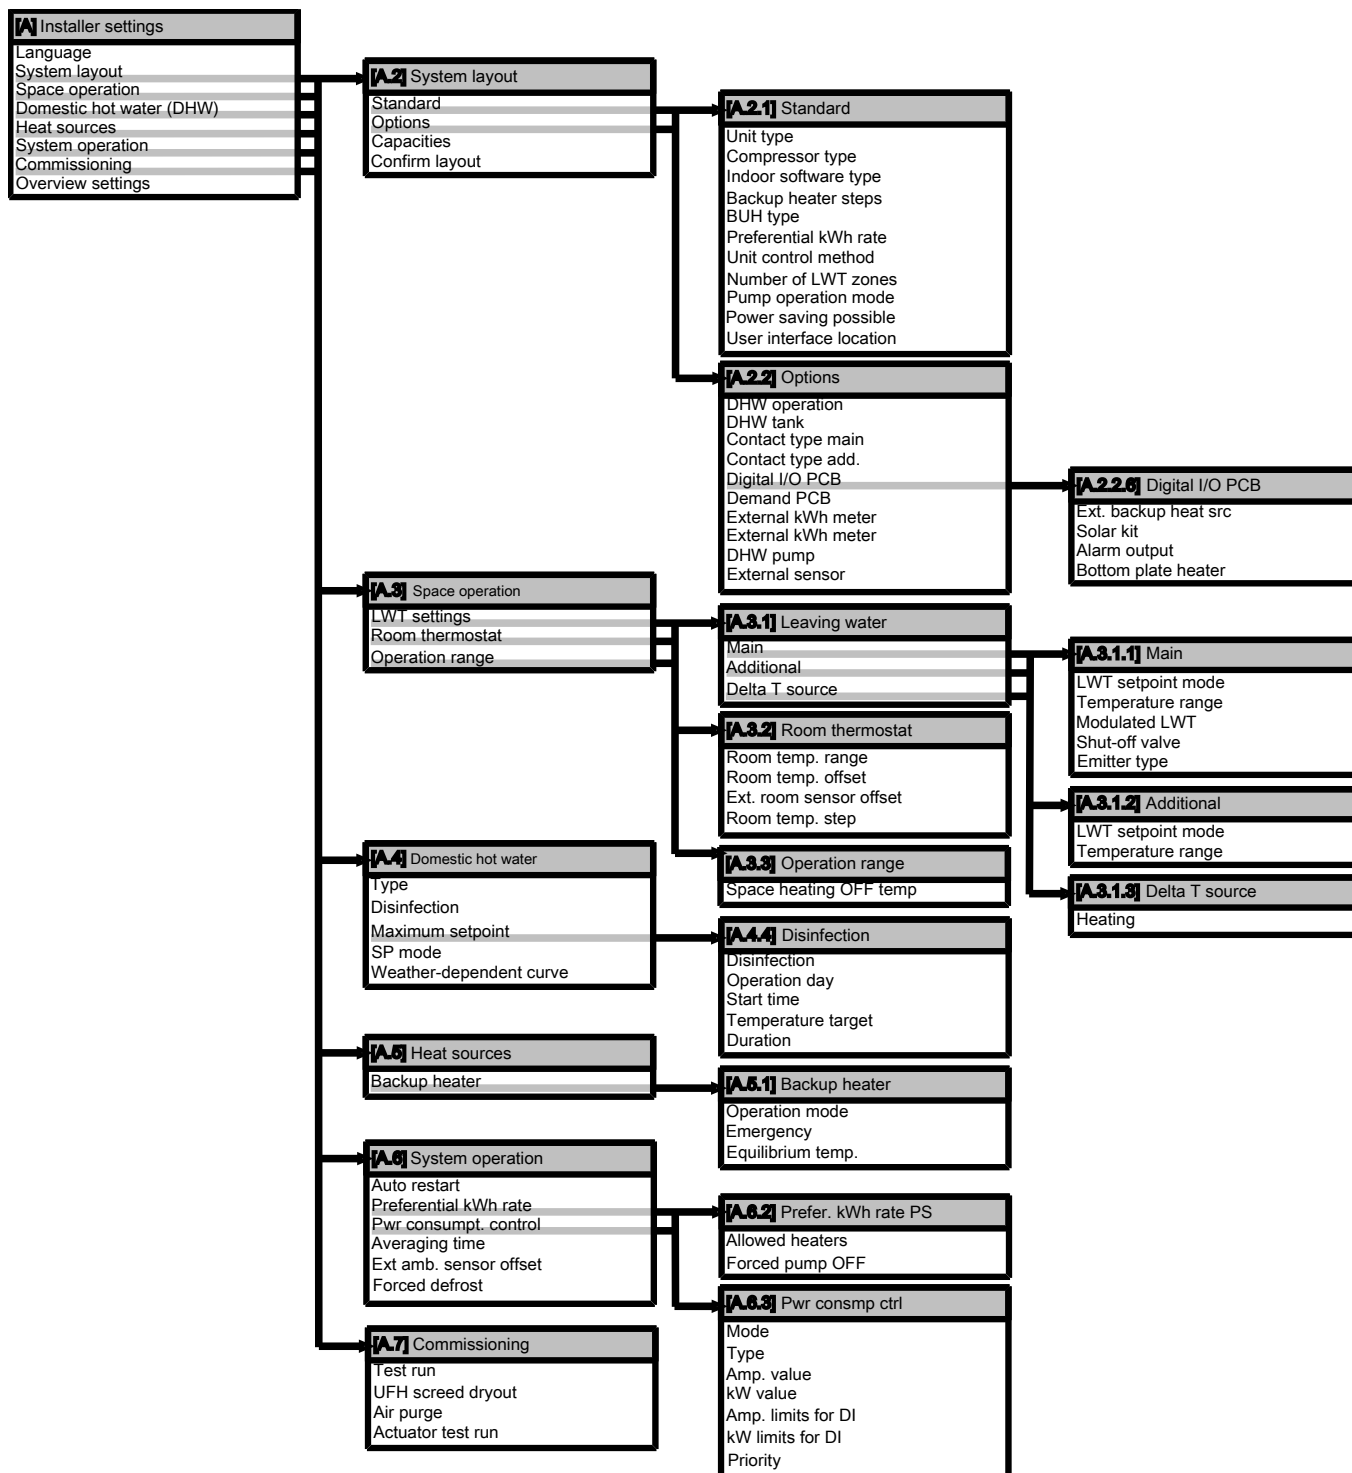 [A] Installer settings
Language
System layout
Space operation
Domestic hot water (DHW)
Heat sources
System operation
Commissioning
Overview settings
[A.2] System layout
Standard
Options
Capacities
Confirm layout
[A.2.1] Standard
Unit type
Compressor type
Indoor software type
Backup heater steps
BUH type
Preferential kWh rate
Unit control method
Number of LWT zones
Pump operation mode
Power saving possible
User interface location
[A.2.2] Options
DHW operation
DHW tank
Contact type main
Contact type add.
Digital I/O PCB
Demand PCB
External kWh meter
External kWh meter
DHW pump
External sensor
[A.2.2.6] Digital I/O PCB
Ext. backup heat src
Solar kit
Alarm output
Bottom plate heater
[A.3] Space operation
LWT settings
Room thermostat
Operation range
[A.3.1] Leaving water
Main
Additional
Delta T source
[A.3.1.1] Main
LWT setpoint mode
Temperature range
Modulated LWT
Shut-off valve
Emitter type
[A.3.1.2] Additional
LWT setpoint mode
Temperature range
[A.3.1.3] Delta T source
Heating
[A.3.2] Room thermostat
Room temp. range
Room temp. offset
Ext. room sensor offset
Room temp. step
[A.3.3] Operation range
Space heating OFF temp
[A.4] Domestic hot water
Type
Disinfection
Maximum setpoint
SP mode
Weather-dependent curve
[A.4.4] Disinfection
Disinfection
Operation day
Start time
Temperature target
Duration
[A.5] Heat sources
Backup heater
[A.5.1] Backup heater
Operation mode
Emergency
Equilibrium temp.
[A.6] System operation
Auto restart
Preferential kWh rate
Pwr consumpt. control
Averaging time
Ext amb. sensor offset
Forced defrost
[A.6.2] Prefer. kWh rate PS
Allowed heaters
Forced pump OFF
[A.6.3] Pwr consmp ctrl
Mode
Type
Amp. value
kW value
Amp. limits for DI
kW limits for DI
Priority
[A.7] Commissioning
Test run
UFH screed dryout
Air purge
Actuator test run